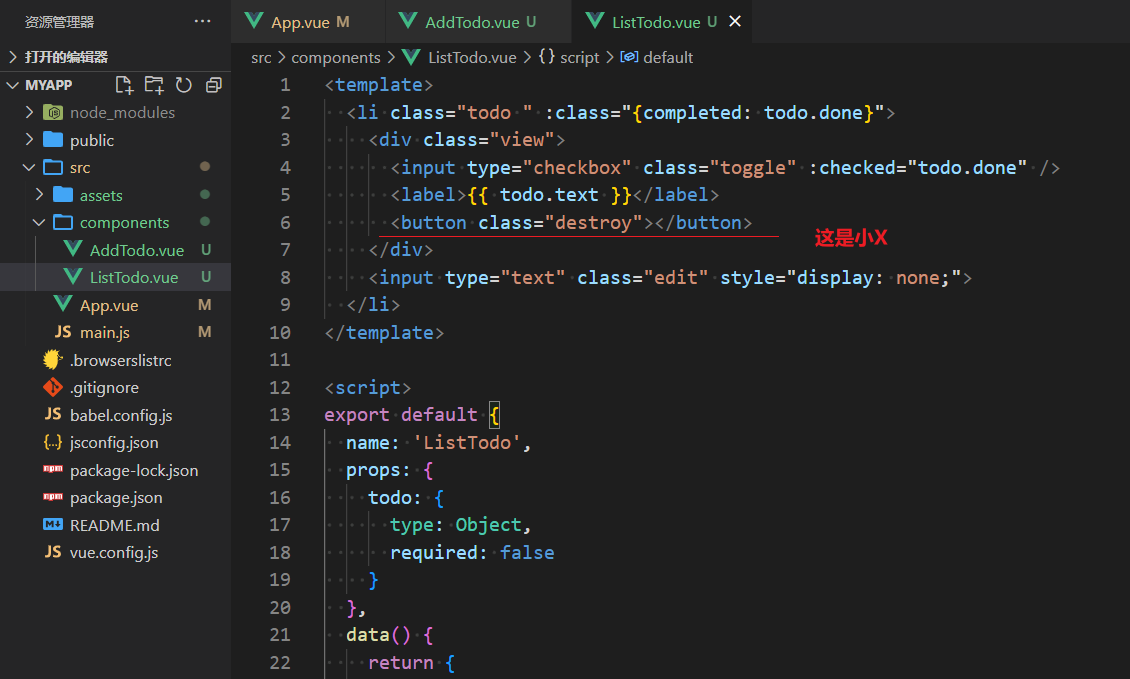 资源管理器 ···
打开的编辑器
MYAPP
node_modules
public
src
assets
components
AddTodo.vue U
ListTodo.vue U
App.vue M
JS main.js M
.browserslistrc
.gitignore
JS babel.config.js
{..} jsconfig.json
npm package-lock.json
npm package.json
M↓ README.md
JS vue.config.js
App.vue M AddTodo.vue U ListTodo.vue U ×
src > components > ListTodo.vue > {} script > default
1 <template>
2 <li class="todo " :class="{completed: todo.done}">
3 <div class="view">
4 <input type="checkbox" class="toggle" :checked="todo.done" />
5 <label>{{ todo.text }}</label>
6 <button class="destroy"></button>
这是小X
7 </div>
8 <input type="text" class="edit" style="display: none;">
9 </li>
10 </template>
11
12 <script>
13 export default {
14 name: 'ListTodo',
15 props: {
16 todo: {
17 type: Object,
18 required: false
19 }
20 },
21 data() {
22 return {